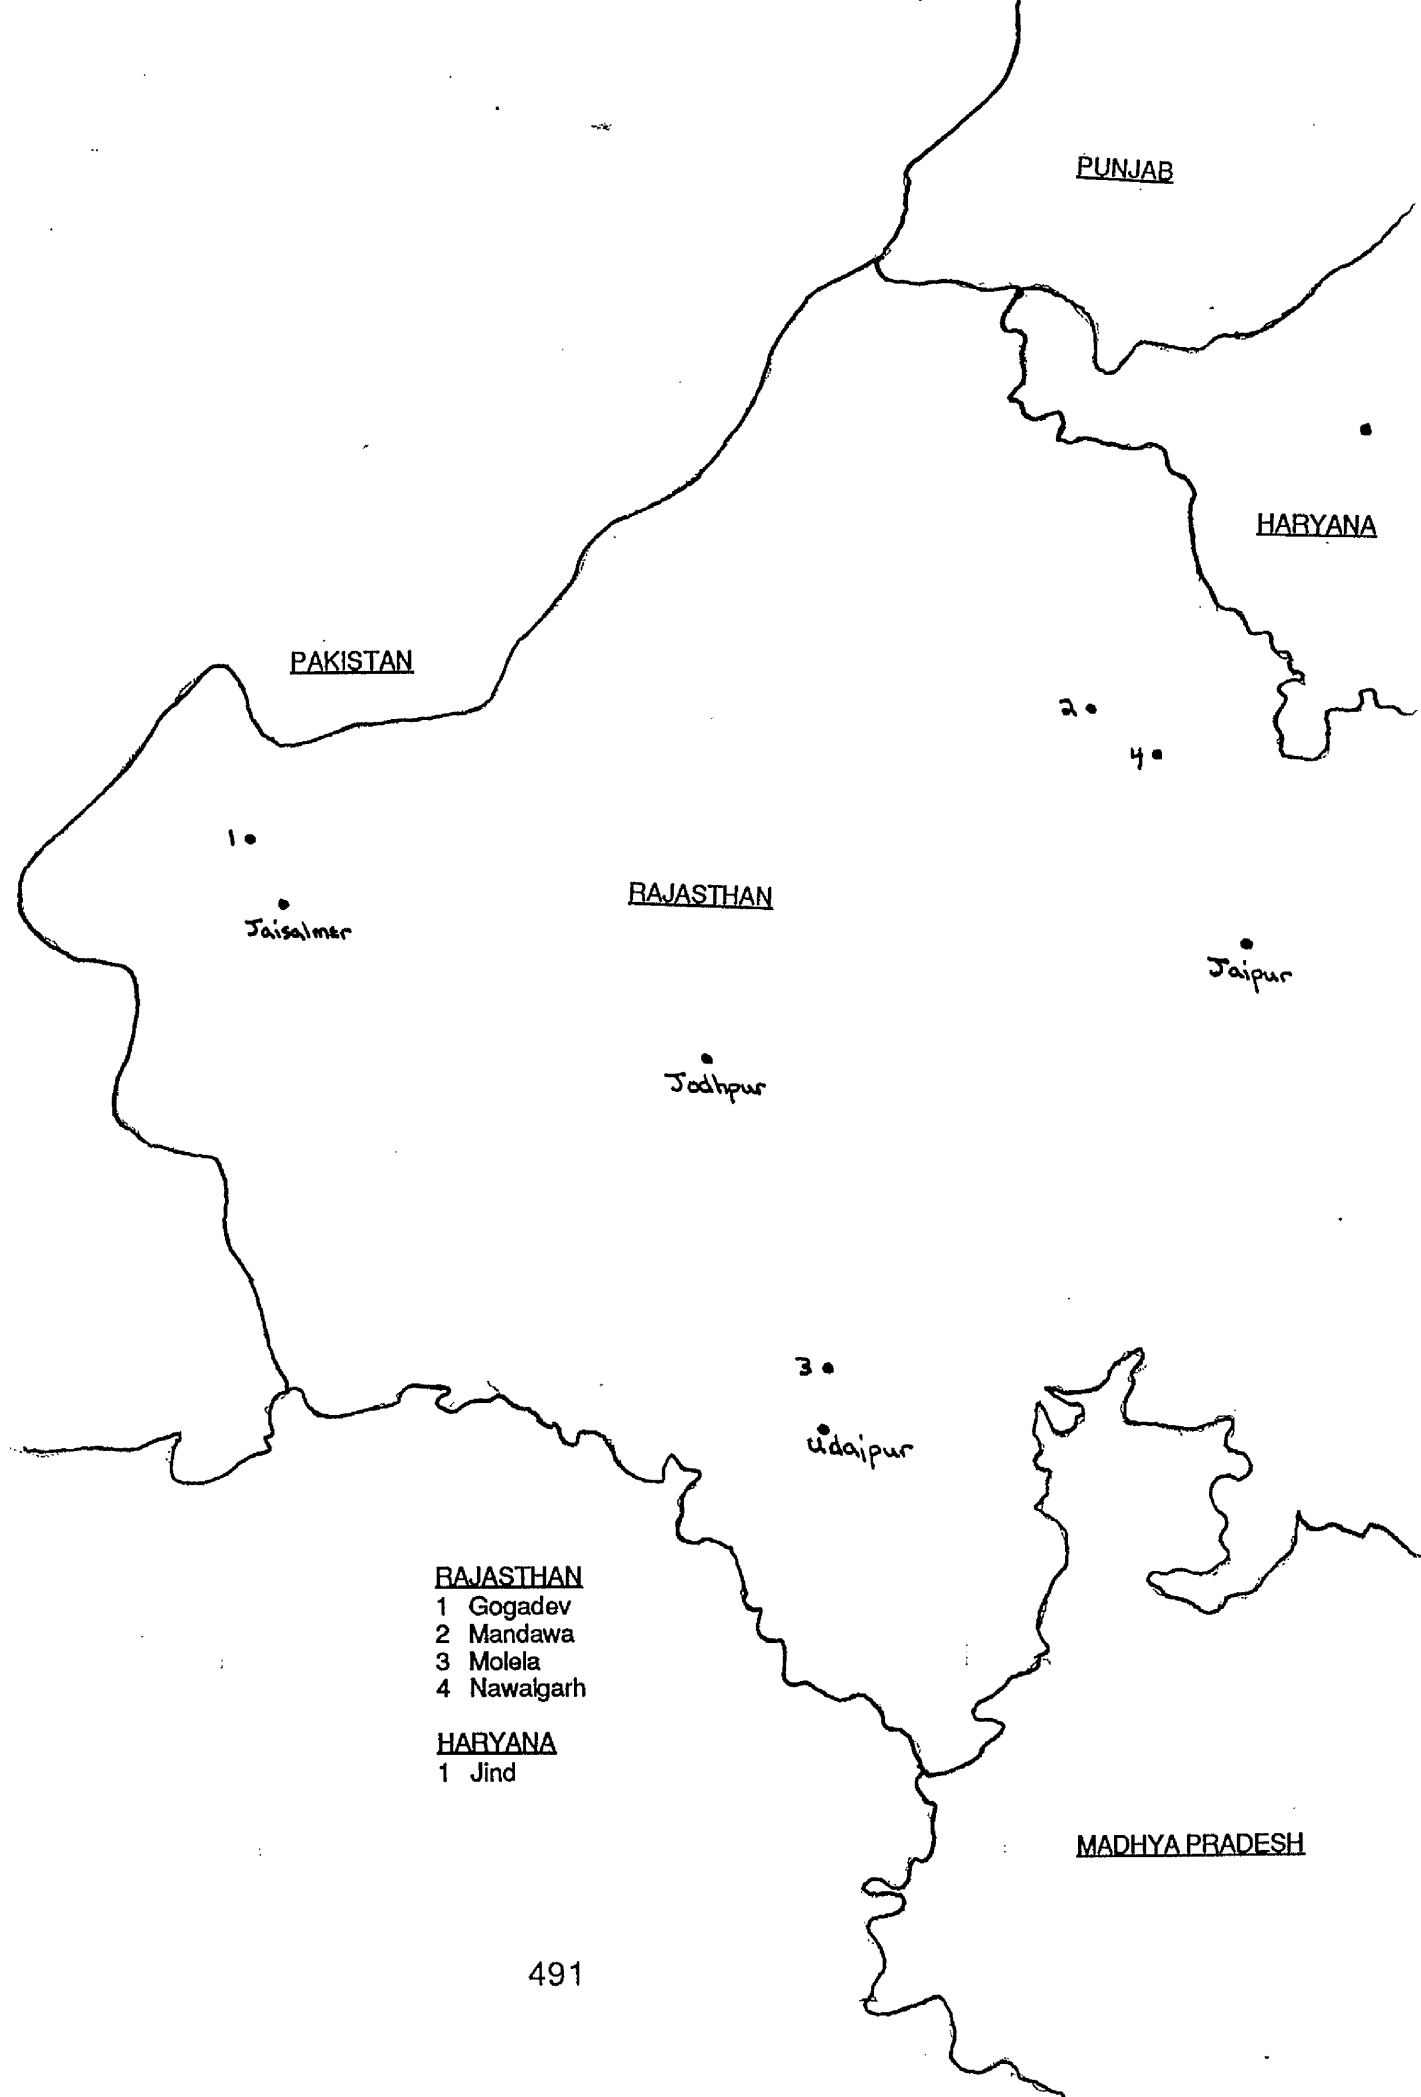 PUNJAB
HARYANA
PAKISTAN
2
4
1
RAJASTHAN
Jaisalmer
Jaipur
Jodhpur
3
Udaipur
RAJASTHAN
1 Gogadev
2 Mandawa
3 Molela
4 Nawalgarh
HARYANA
1 Jind
MADHYA PRADESH
491